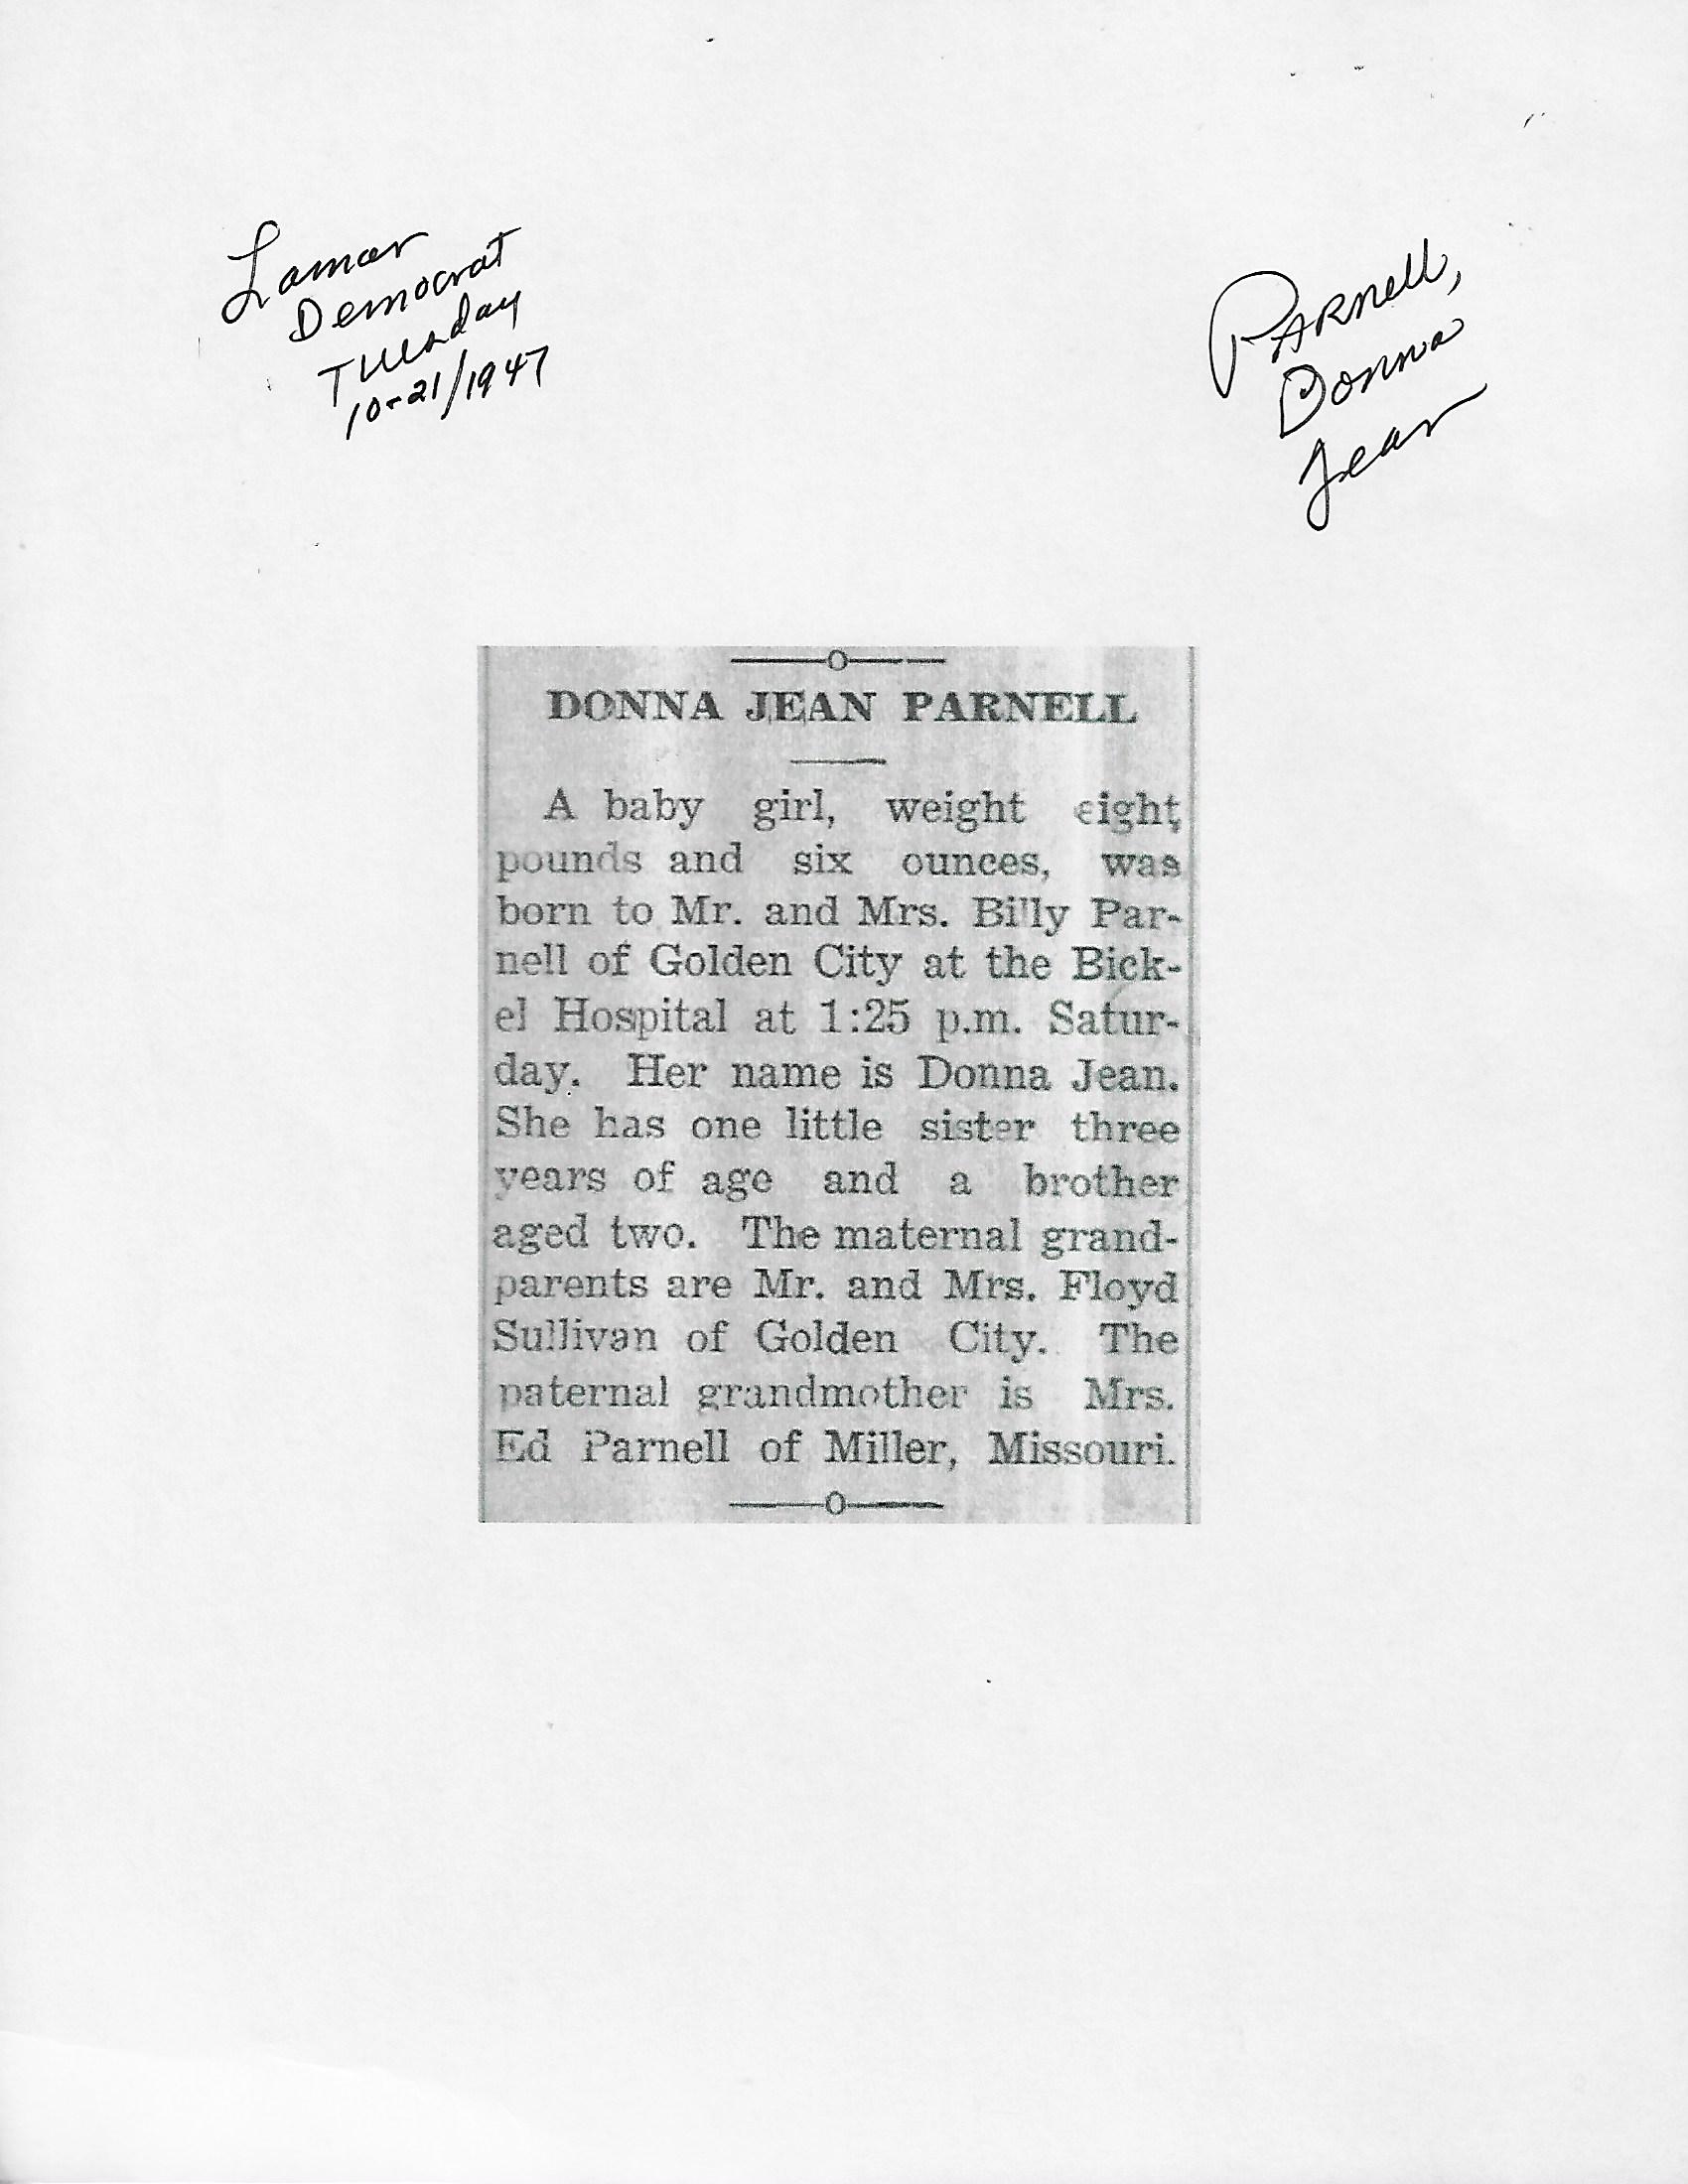 Lamar
Democrat
Tuesday
10-21/1947
Parnell,
Donna
Jean
DONNA JEAN PARNELL
A baby girl, weight eight
pounds and six ounces, was
born to Mr. and Mrs. Billy Par-
nell of Golden City at the Bick-
el Hospital at 1:25 p.m. Satur-
day. Her name is Donna Jean.
She has one little sister three
years of age and a brother
aged two. The maternal grand-
parents are Mr. and Mrs. Floyd
Sullivan of Golden City. The
paternal grandmother is Mrs.
Ed Parnell of Miller, Missouri.